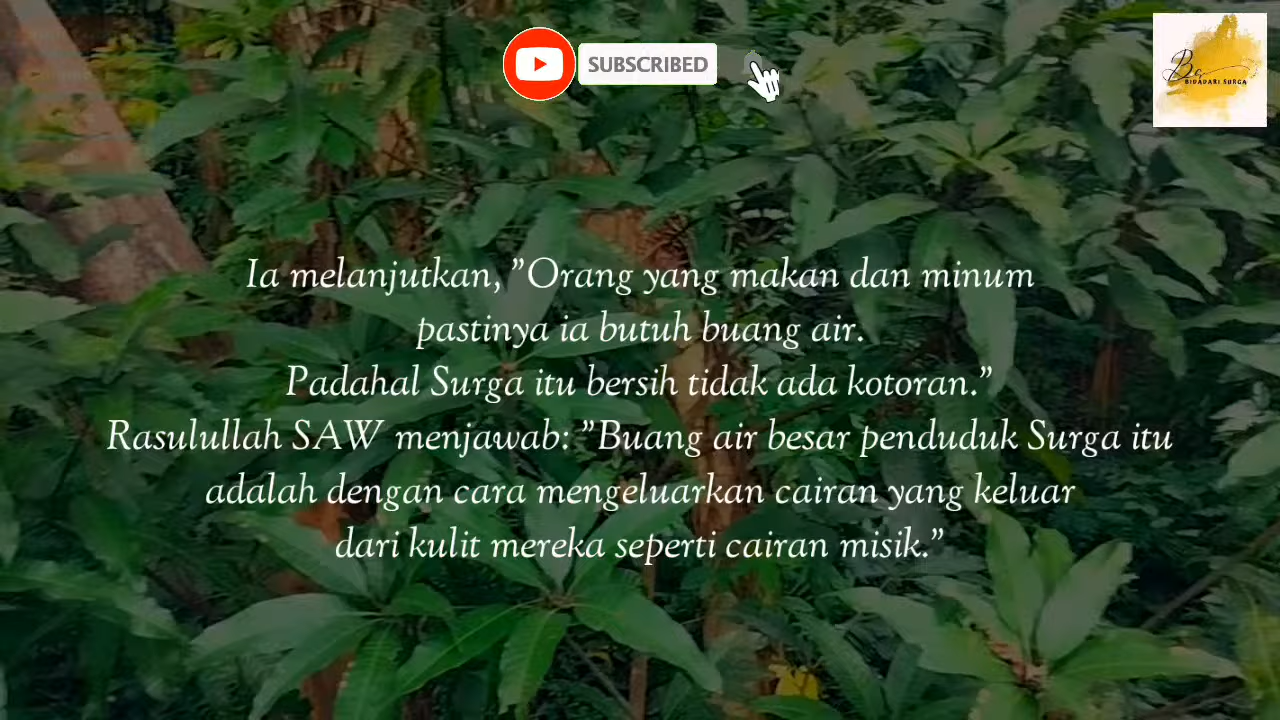 SUBSCRIBED
BIDADARI SURGA
Ia melanjutkan, ”Orang yang makan dan minum
pastinya ia butuh buang air.
Padahal Surga itu bersih tidak ada kotoran.”
Rasulullah SAW menjawab: ”Buang air besar penduduk Surga itu
adalah dengan cara mengeluarkan cairan yang keluar
dari kulit mereka seperti cairan misik.”